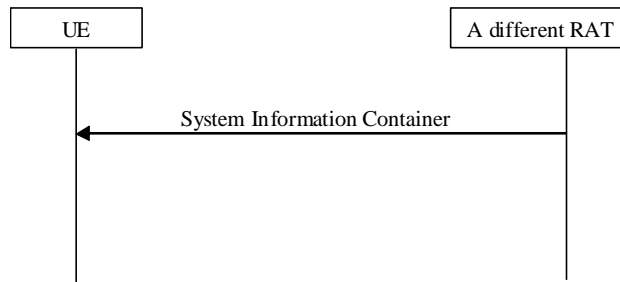 UE
A different RAT
System Information Container